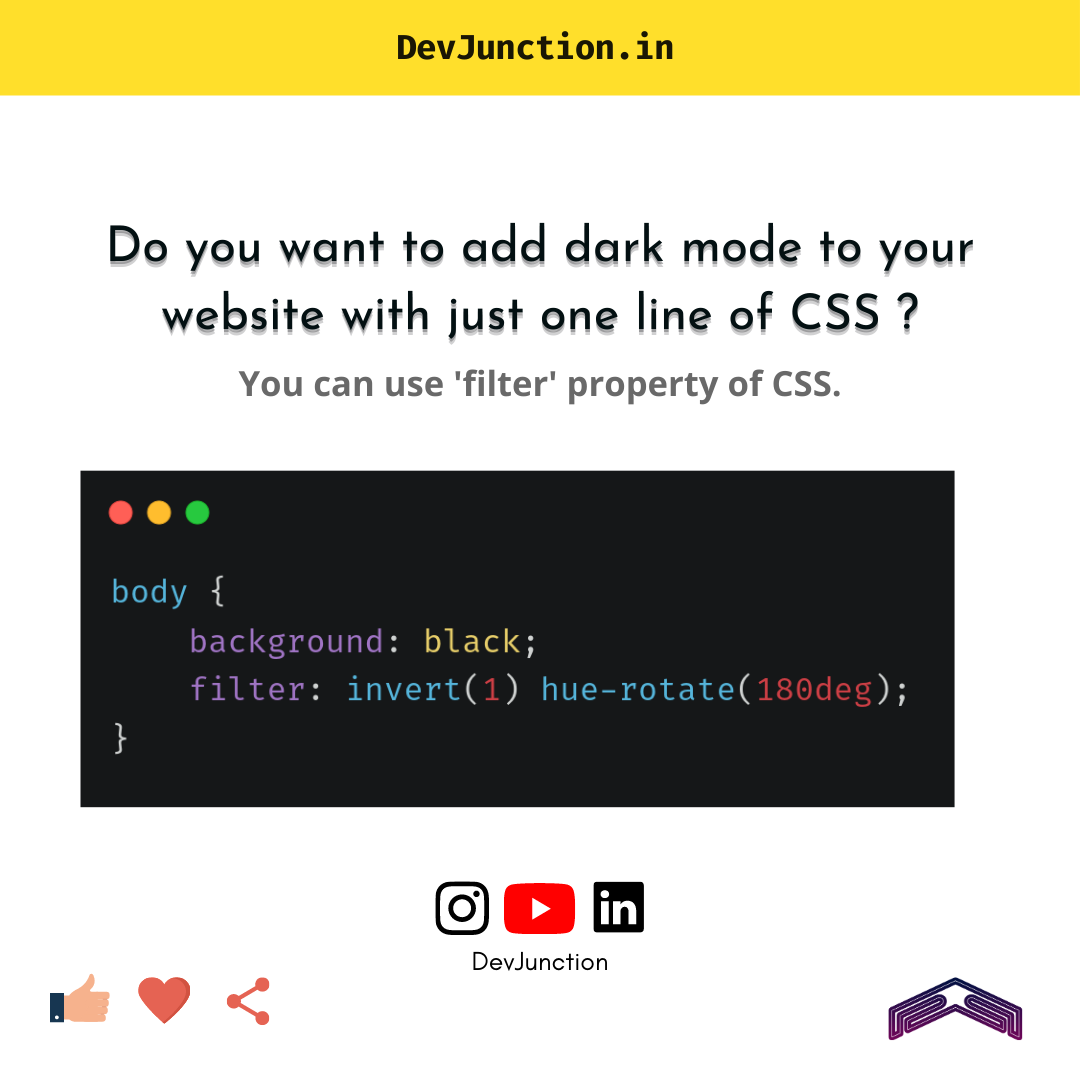 DevJunction.in
Do you want to add dark mode to your
website with just one line of CSS ?
You can use 'filter' property of CSS.
body {
    background: black;
    filter: invert(1) hue-rotate(180deg);
}
in
DevJunction